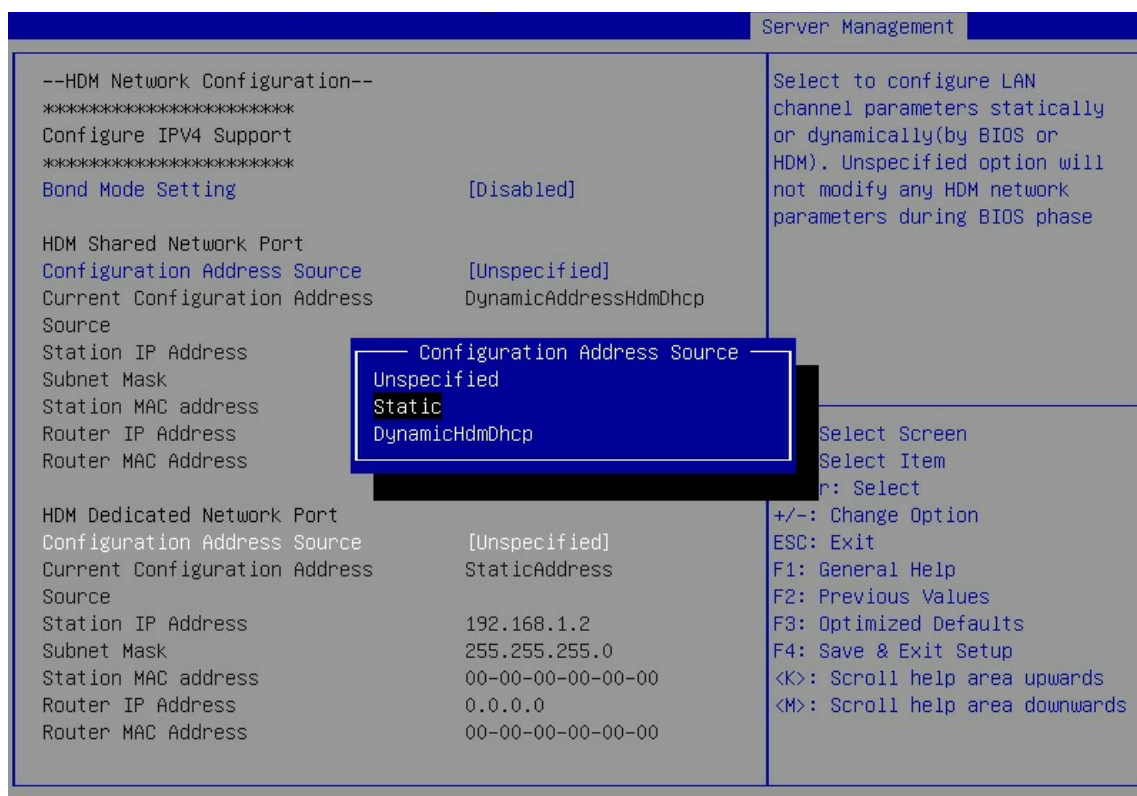 Server Management
--HDM Network Configuration--
**********************
Configure IPV4 Support
**********************
Bond Mode Setting [Disabled]
HDM Shared Network Port
Configuration Address Source [Unspecified]
Current Configuration Address DynamicAddressHdmDhcp
Source
Station IP Address
Subnet Mask
Station MAC address
Router IP Address
Router MAC Address
HDM Dedicated Network Port
Configuration Address Source [Unspecified]
Current Configuration Address StaticAddress
Source
Station IP Address 192.168.1.2
Subnet Mask 255.255.255.0
Station MAC address 00-00-00-00-00-00
Router IP Address 0.0.0.0
Router MAC Address 00-00-00-00-00-00
Configuration Address Source
Unspecified
Static
DynamicHdmDhcp
Select to configure LAN
channel parameters statically
or dynamically(by BIOS or
HDM). Unspecified option will
not modify any HDM network
parameters during BIOS phase
Select Screen
Select Item
r: Select
+/-: Change Option
ESC: Exit
F1: General Help
F2: Previous Values
F3: Optimized Defaults
F4: Save & Exit Setup
<K>: Scroll help area upwards
<M>: Scroll help area downwards